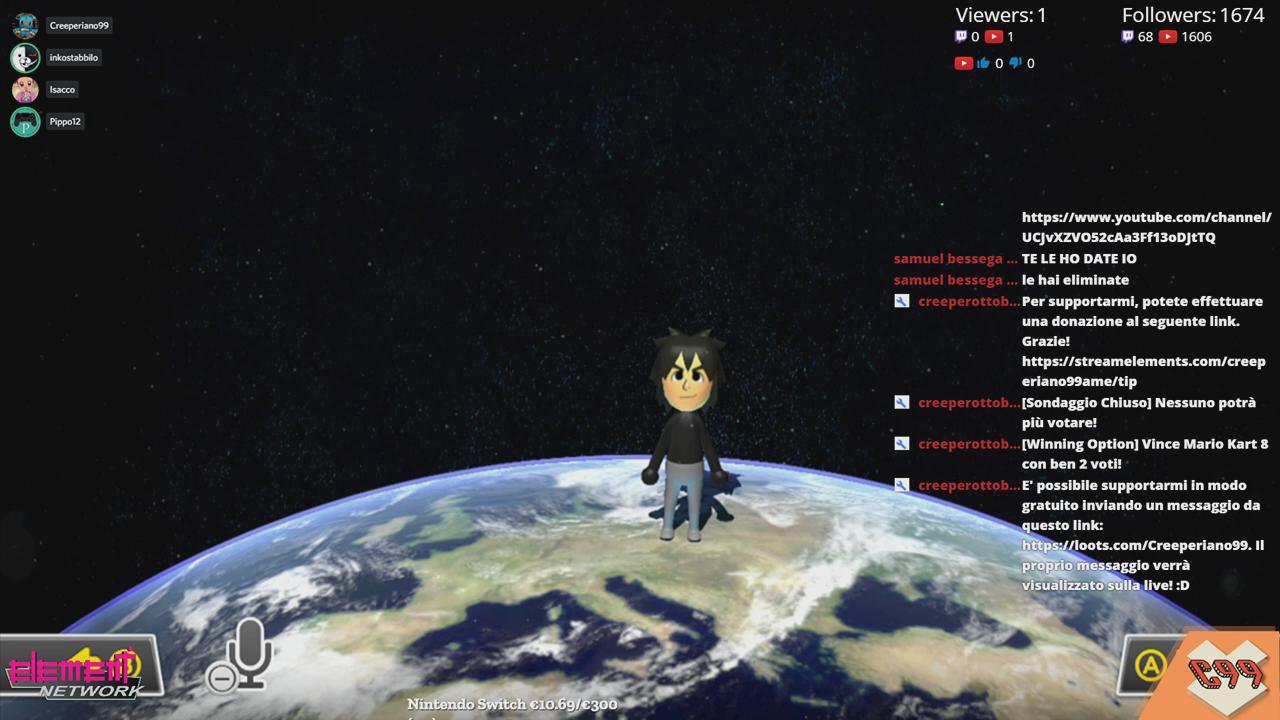 Creeperiano99
inkostabbilo
Isacco
Pippo12
Viewers: 1
0 1
0 0
Followers: 1674
68 1606
https://www.youtube.com/channel/
UCJvXZVO52cAa3Ff13oDJtTQ
samuel bessega ... TE LE HO DATE IO
samuel bessega ... le hai eliminate
creeperottob... Per supportarmi, potete effettuare
una donazione al seguente link.
Grazie!
https://streamelements.com/creep
eriano99ame/tip
creeperottob... [Sondaggio Chiuso] Nessuno potrà
più votare!
creeperottob... [Winning Option] Vince Mario Kart 8
con ben 2 voti!
creeperottob... E' possibile supportarmi in modo
gratuito inviando un messaggio da
questo link:
https://loots.com/Creeperiano99. Il
proprio messaggio verrà
visualizzato sulla live! :D
element
NETWORK
A
C99
Nintendo Switch €10.69/€300